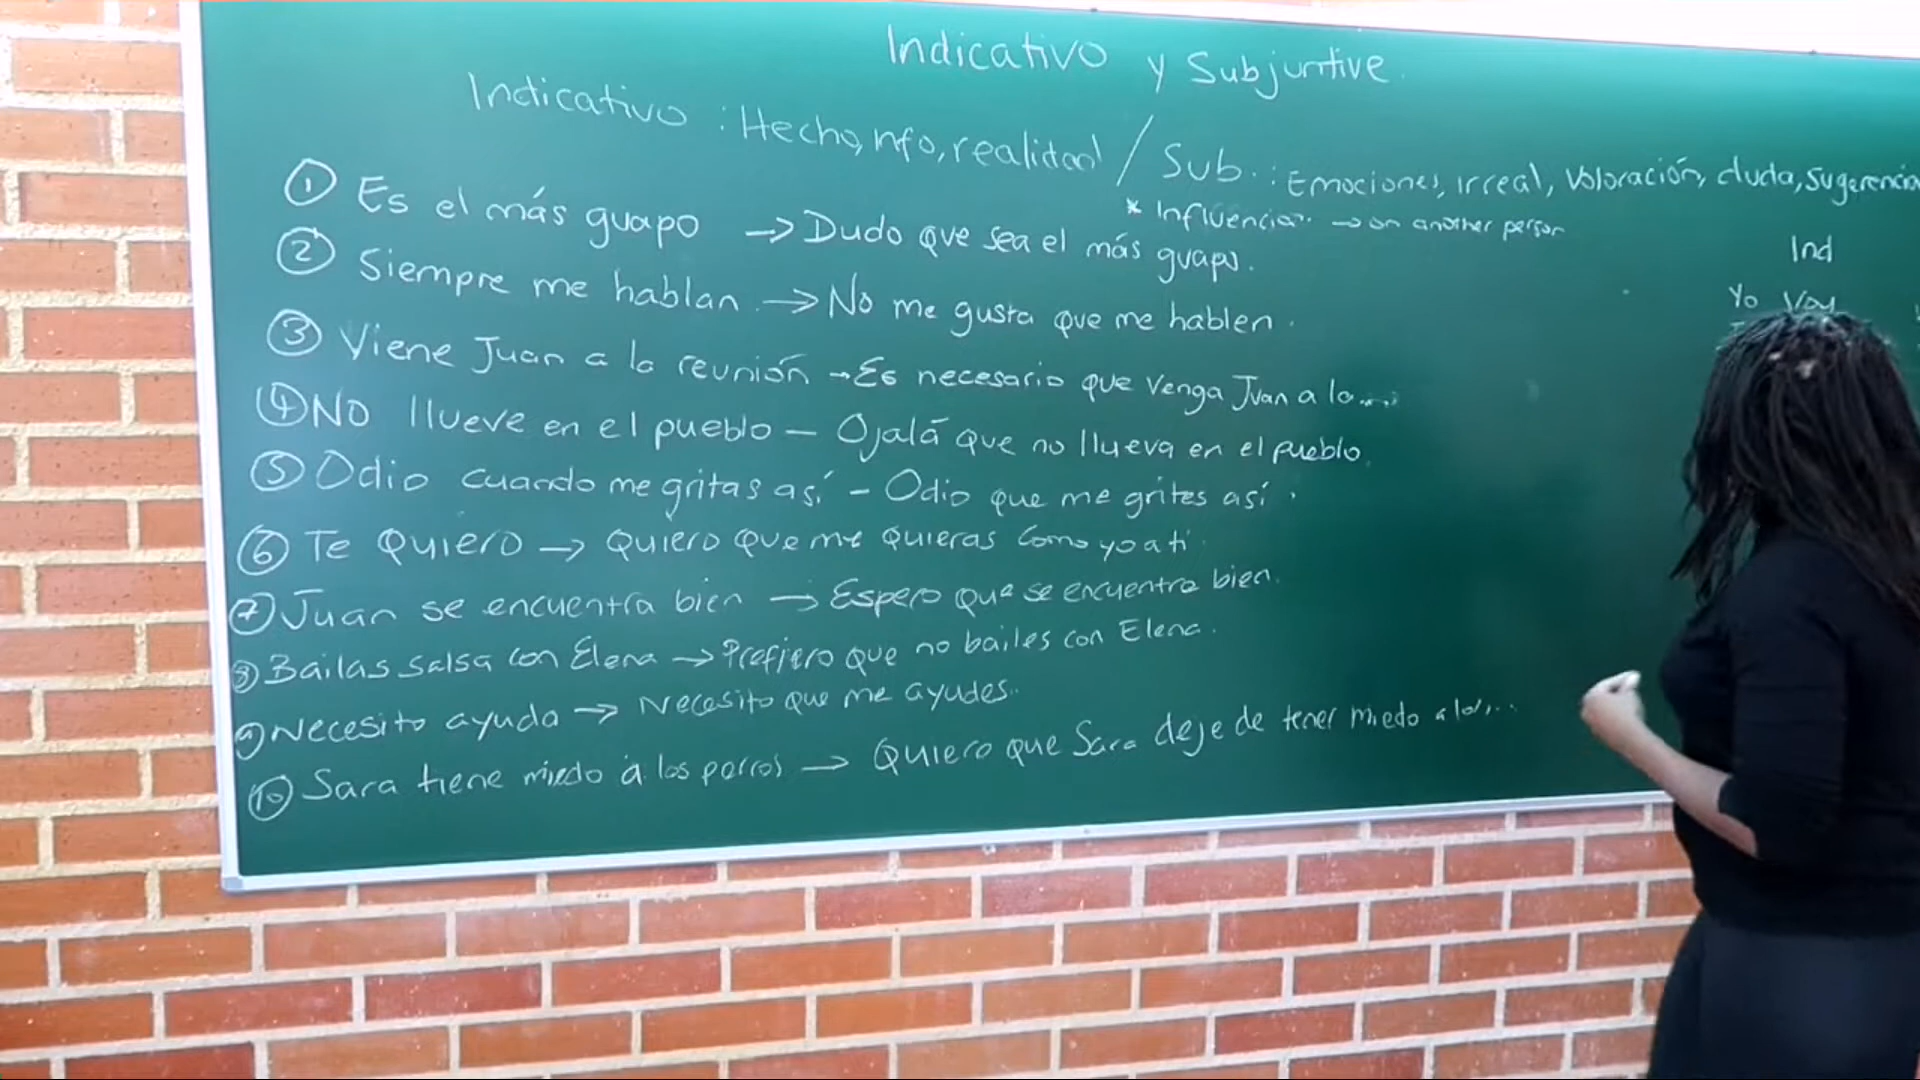 Indicativo y Subjuntive
Indicativo : Hecho, nfo, realidad / Sub. : Emociones, irreal, Valoración, duda, sugerencia
* Influenciar. → on another person
① Es el más guapo → Dudo que sea el más guapo.
② Siempre me hablan → No me gusta que me hablen.
③ Viene Juan a la reunión → Es necesario que venga Juan a la....
④ No llueve en el pueblo — Ojalá que no llueva en el pueblo.
⑤ Odio cuando me gritas así - Odio que me grites así.
⑥ Te quiero → Quiero que me quieras como yo a ti.
⑦ Juan se encuentra bien → Espero que se encuentre bien.
⑧ Bailas salsa con Elena → Prefiero que no bailes con Elena.
⑨ Necesito ayuda → Necesito que me ayudes..
⑩ Sara tiene miedo a los perros → Quiero que Sara deje de tener miedo a los...
Ind
Yo Voy